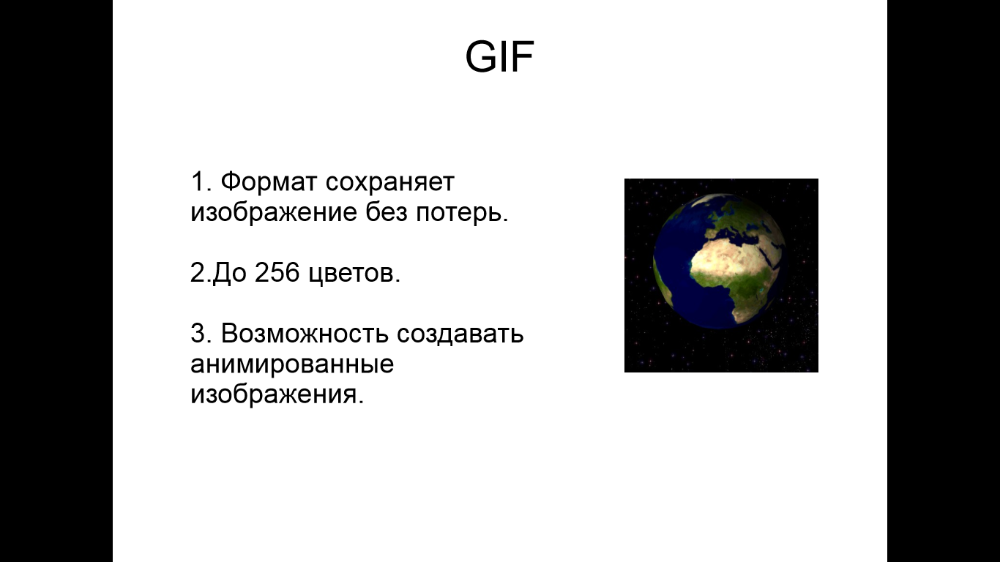 GIF
1. Формат сохраняет
изображение без потерь.
2.До 256 цветов.
3. Возможность создавать
анимированные
изображения.